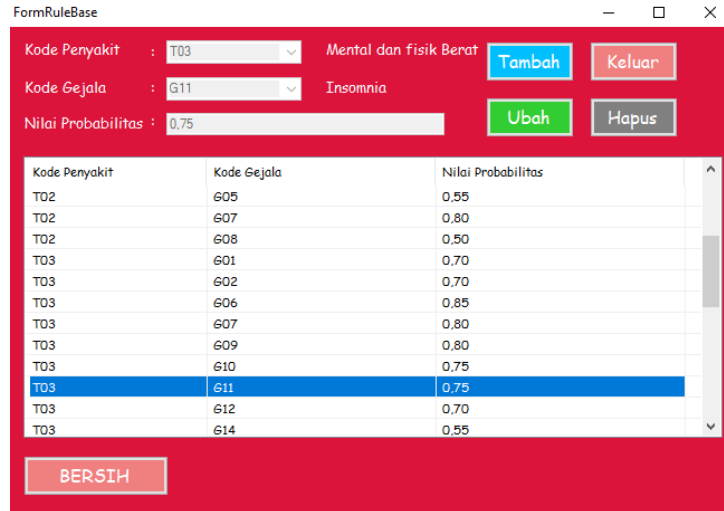 FormRuleBase
Kode Penyakit : T03 Mental dan fisik Berat Tambah Keluar
Kode Gejala : G11 Insomnia
Nilai Probabilitas : 0,75 Ubah Hapus
Kode Penyakit Kode Gejala Nilai Probabilitas
T02 G05 0,55
T02 G07 0,80
T02 G08 0,50
T03 G01 0,70
T03 G02 0,70
T03 G06 0,85
T03 G07 0,80
T03 G09 0,80
T03 G10 0,75
T03 G11 0,75
T03 G12 0,70
T03 G14 0,55
BERSIH